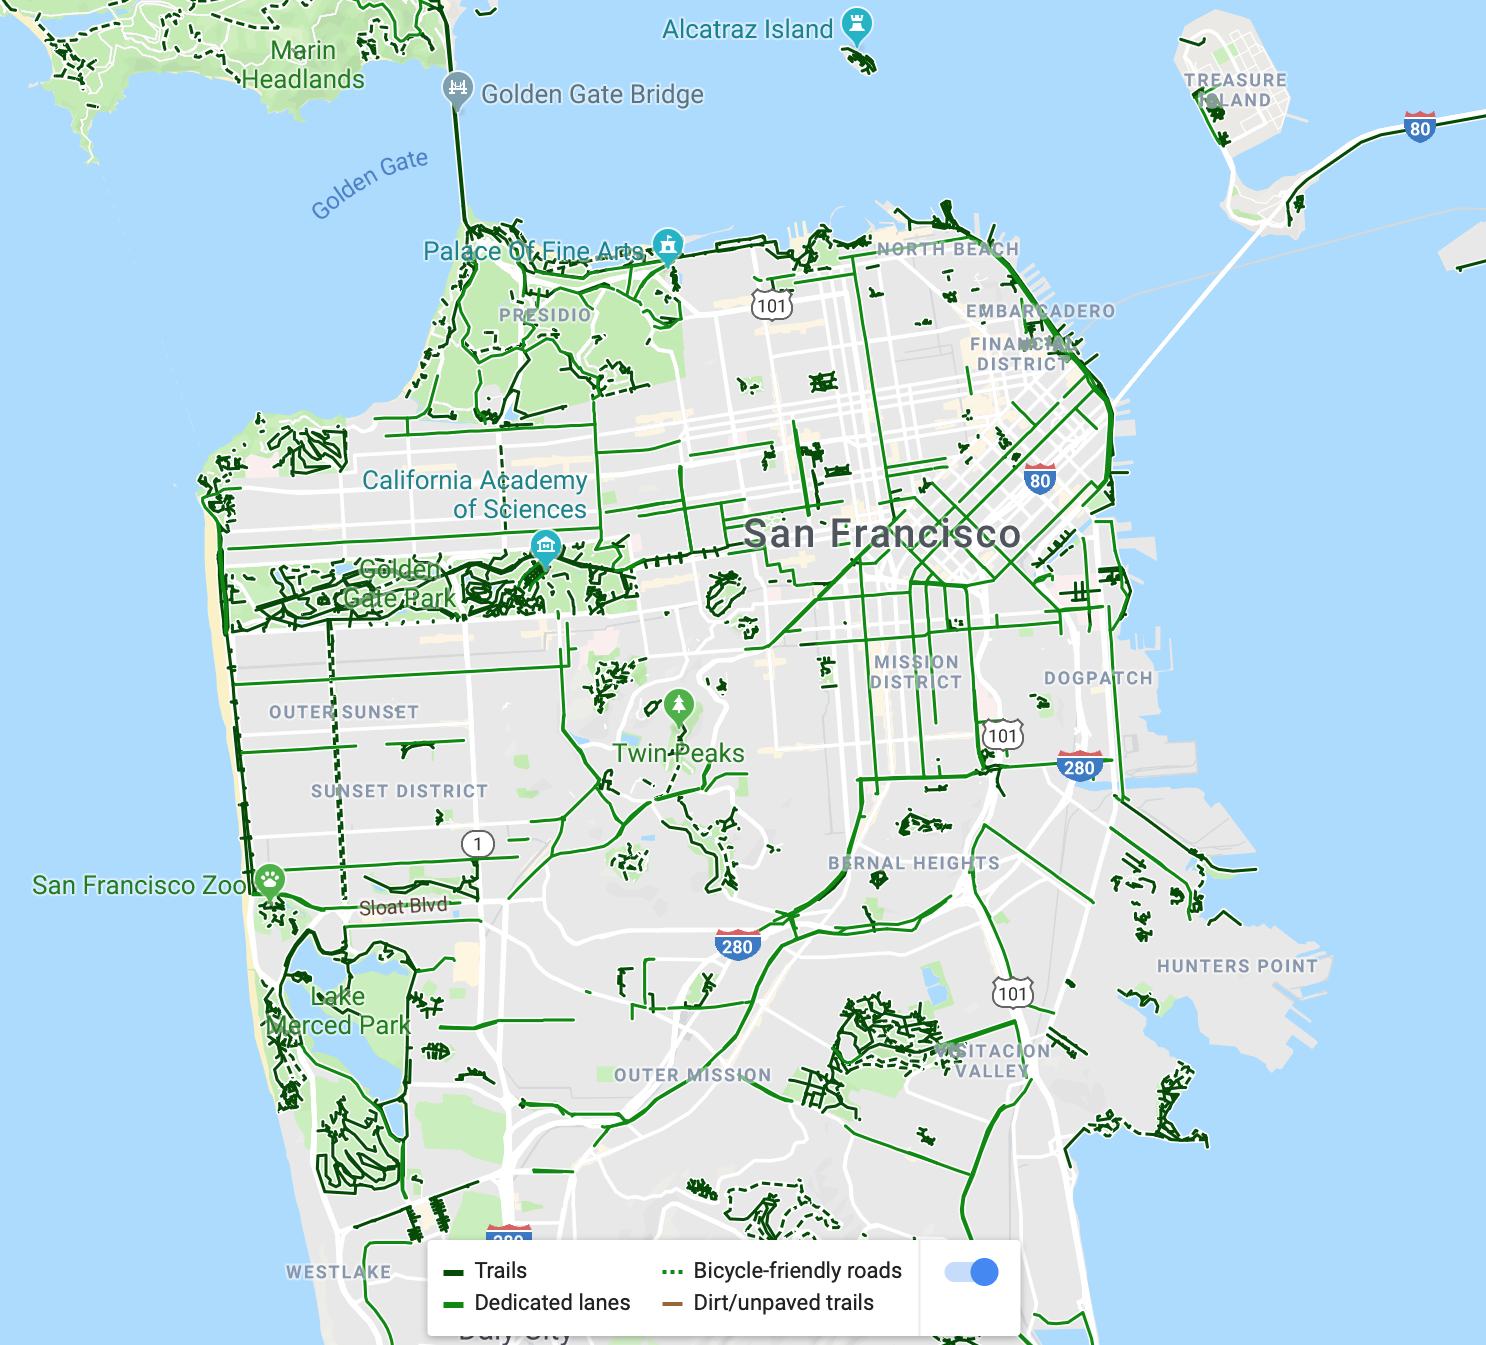 Alcatraz Island
Marin
Headlands
TREASURE
ISLAND
Golden Gate Bridge
80
Golden Gate
Palace Of Fine Arts
NORTH BEACH
101
EMBARCADERO
PRESIDIO
FINANCIAL
DISTRICT
California Academy
of Sciences
80
San Francisco
Golden
Gate Park
MISSION
DISTRICT
DOGPATCH
OUTER SUNSET
101
Twin Peaks
280
SUNSET DISTRICT
1
BERNAL HEIGHTS
San Francisco Zoo
Sloat Blvd
280
HUNTERS POINT
101
Lake
Merced Park
VISITACION
VALLEY
OUTER MISSION
280
WESTLAKE
Trails
Bicycle-friendly roads
Dedicated lanes
Dirt/unpaved trails
Daly City